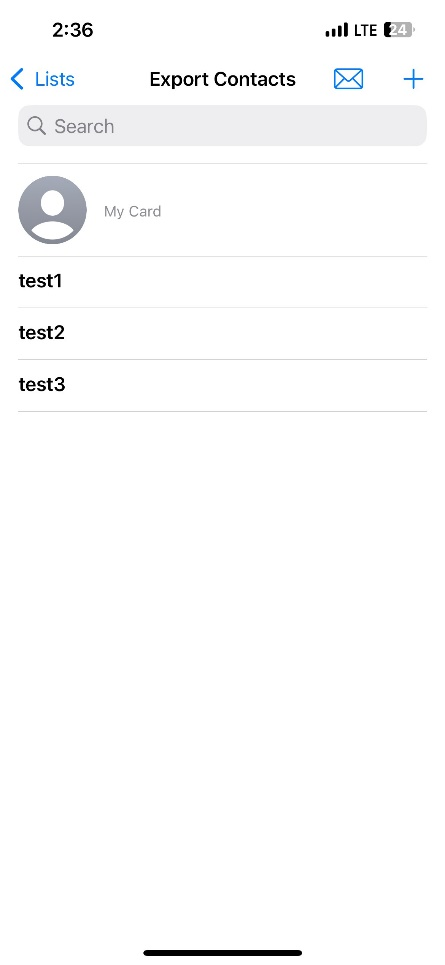 2:36
LTE 24
Lists Export Contacts
Search
My Card
test1
test2
test3